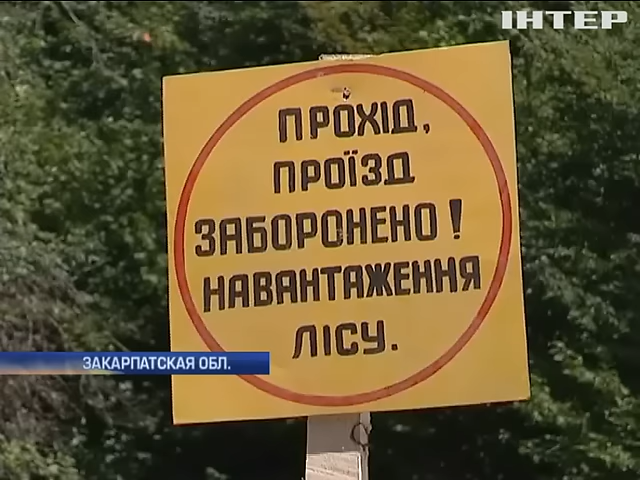 ІНТЕР
ПРОХІД,
ПРОЇЗД
ЗАБОРОНЕНО!
НАВАНТАЖЕННЯ
ЛІСУ.
ЗАКАРПАТСКАЯ ОБЛ.